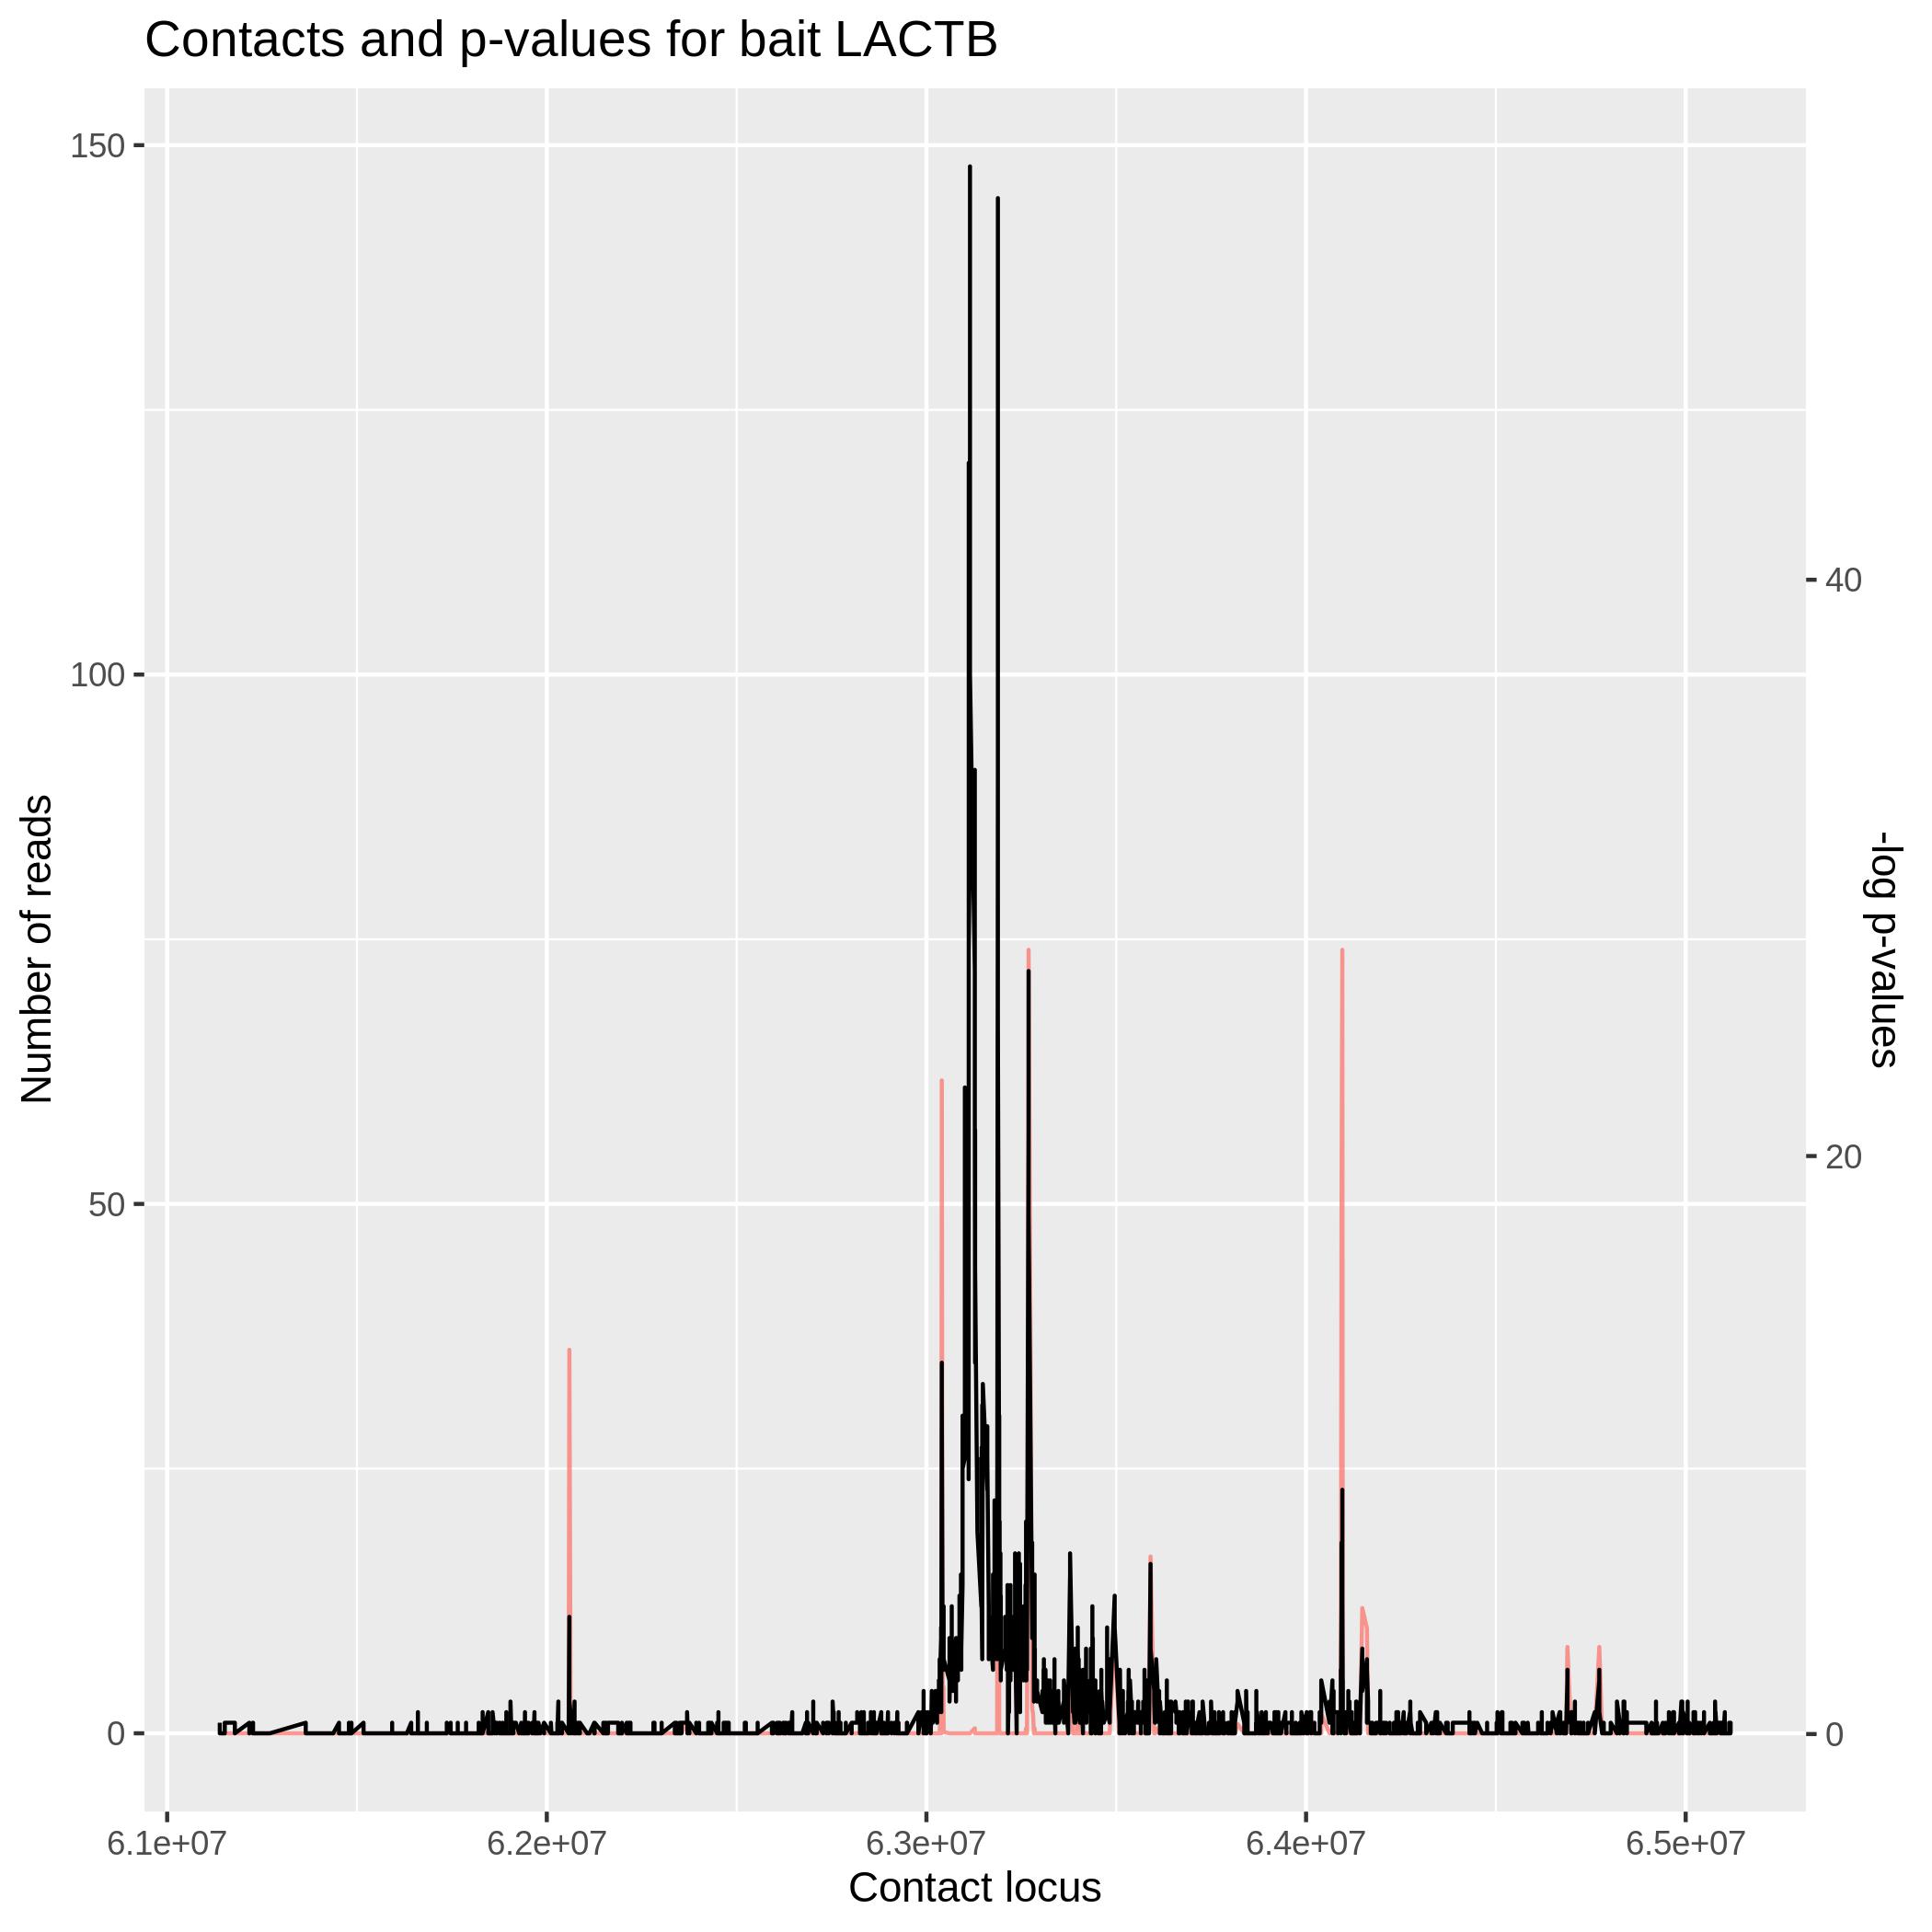 Contacts and p-values for bait LACTB
150
100
50
0
Number of reads
40
20
0
-log p-values
6.1e+07
6.2e+07
6.3e+07
6.4e+07
6.5e+07
Contact locus